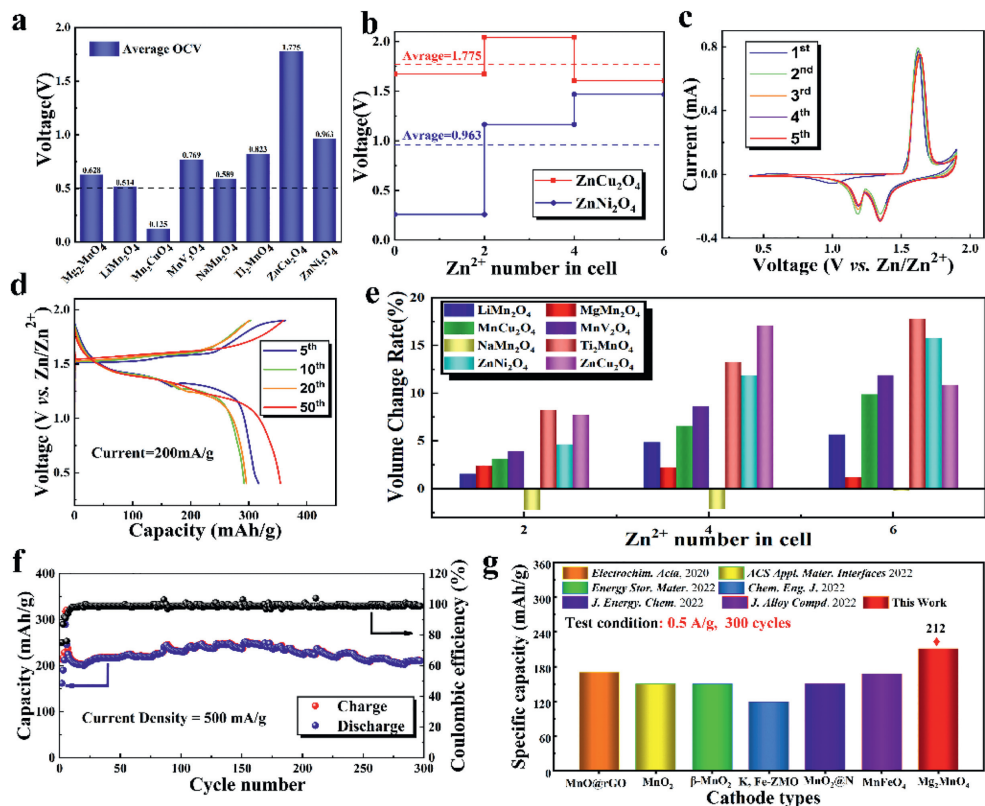 a
Average OCV
Voltage(V)
2.0
1.5
1.0
0.5
0.0
0.628
0.514
0.125
0.769
0.589
0.823
1.775
0.963
Mg₂-MnO₄
LiMn₂O₄
Mn₂CuO₄
MnV₂O₄
NaMn₂O₄
Ti₂-MnO₄
ZnCu₂O₄
ZnNi₂O₄
b
Voltage(V)
2.0
1.5
1.0
0.5
0.0
Avrage=1.775
Avrage=0.963
ZnCu₂O₄
ZnNi₂O₄
0 2 4 6
Zn²⁺ number in cell
c
Current (mA)
0.8
0.4
0.0
-0.4
1ˢᵗ
2ⁿᵈ
3ʳᵈ
4ᵗʰ
5ᵗʰ
0.5 1.0 1.5 2.0
Voltage (V vs. Zn/Zn²⁺)
d
Voltage (V vs. Zn/Zn²⁺
2.0
1.5
1.0
0.5
5ᵗʰ
10ᵗʰ
20ᵗʰ
50ᵗʰ
Current=200mA/g
0 100 200 300 400
Capacity (mAh/g)
e
Volume Change Rate(%)
20
15
10
5
0
LiMn₂O₄ MgMn₂O₄
MnCu₂O₄ MnV₂O₄
NaMn₂O₄ Ti₂MnO₄
ZnNi₂O₄ ZnCu₂O₄
2 4 6
Zn²⁺ number in cell
f
Capacity (mAh/g)
400
300
200
100
0
Coulombic efficiency (%)
120
100
80
60
40
20
0
Charge
Discharge
Current Density = 500 mA/g
0 50 100 150 200 250 300
Cycle number
g
Specific capacity (mAh/g)
360
300
240
180
120
60
0
Electrochim. Acta, 2020 ACS Appl. Mater. Interfaces 2022
Energy Stor. Mater. 2022 Chem. Eng. J. 2022
J. Energy. Chem. 2022 J. Alloy Compd. 2022 This Work
Test condition: 0.5 A/g, 300 cycles
212
MnO@rGO MnO₂ β-MnO₂ K, Fe-ZMO MnO₂@N MnFeO₄ Mg₂MnO₄
Cathode types